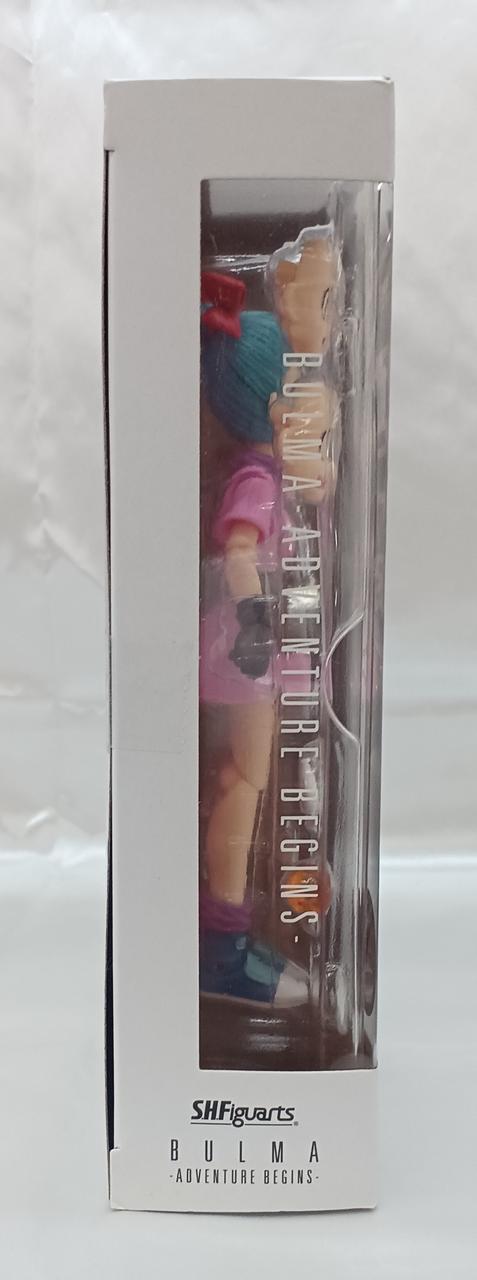 BULMA-ADVENTURE BEGINS-
S.H.Figuarts
BULMA
-ADVENTURE BEGINS-